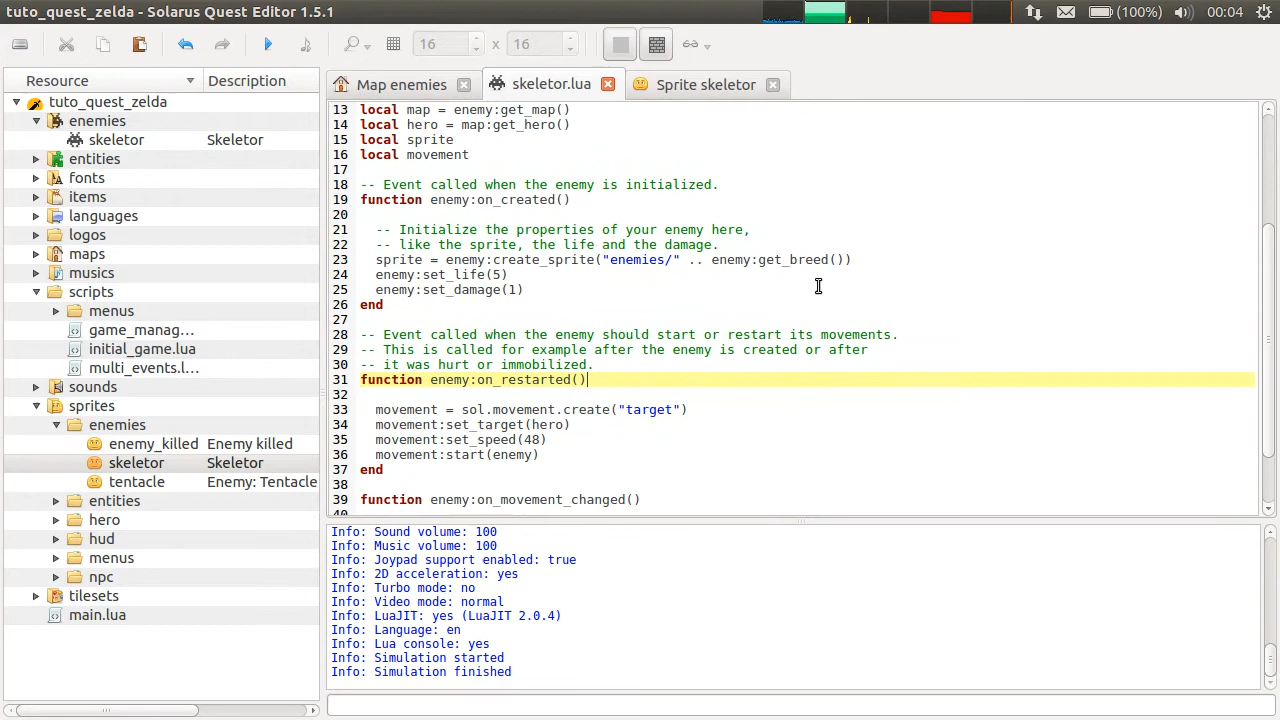 tuto_quest_zelda - Solarus Quest Editor 1.5.1
(100%) 00:04
16 x 16
Resource Description
tuto_quest_zelda
enemies
skeletor Skeletor
entities
fonts
items
languages
logos
maps
musics
scripts
menus
game_manag...
initial_game.lua
multi_events.l...
sounds
sprites
enemies
enemy_killed Enemy killed
skeletor Skeletor
tentacle Enemy: Tentacle
entities
hero
hud
menus
npc
tilesets
main.lua
Map enemies skeletor.lua Sprite skeletor
13 local map = enemy:get_map()
14 local hero = map:get_hero()
15 local sprite
16 local movement
17
18 -- Event called when the enemy is initialized.
19 function enemy:on_created()
20
21 -- Initialize the properties of your enemy here,
22 -- like the sprite, the life and the damage.
23 sprite = enemy:create_sprite("enemies/" .. enemy:get_breed())
24 enemy:set_life(5)
25 enemy:set_damage(1)
26 end
27
28 -- Event called when the enemy should start or restart its movements.
29 -- This is called for example after the enemy is created or after
30 -- it was hurt or immobilized.
31 function enemy:on_restarted()
32
33 movement = sol.movement.create("target")
34 movement:set_target(hero)
35 movement:set_speed(48)
36 movement:start(enemy)
37 end
38
39 function enemy:on_movement_changed()
40
Info: Sound volume: 100
Info: Music volume: 100
Info: Joypad support enabled: true
Info: 2D acceleration: yes
Info: Turbo mode: no
Info: Video mode: normal
Info: LuaJIT: yes (LuaJIT 2.0.4)
Info: Language: en
Info: Lua console: yes
Info: Simulation started
Info: Simulation finished